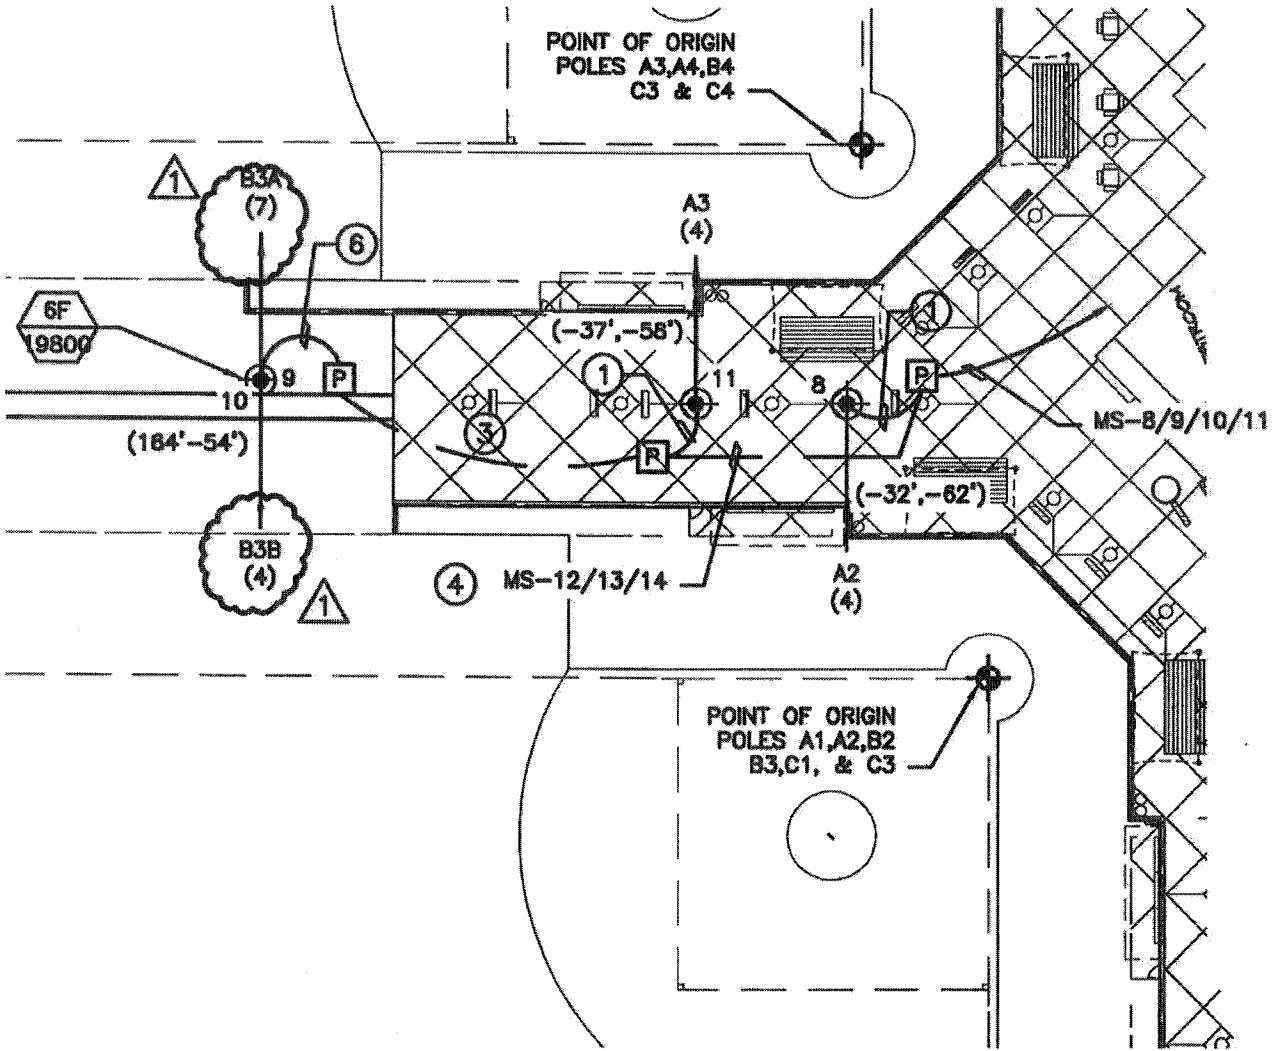 POINT OF ORIGIN
POLES A3,A4,B4
C3 & C4
1
B3A
(7)
6
A3
(4)
6F
19800
(-37',-58')
1
1
9
P
10
1
11
8
P
3
MS-8/9/10/11
(164'-54')
P
(-32',-62')
B3B
(4)
4
MS-12/13/14
A2
(4)
1
POINT OF ORIGIN
POLES A1,A2,B2
B3,C1, & C3